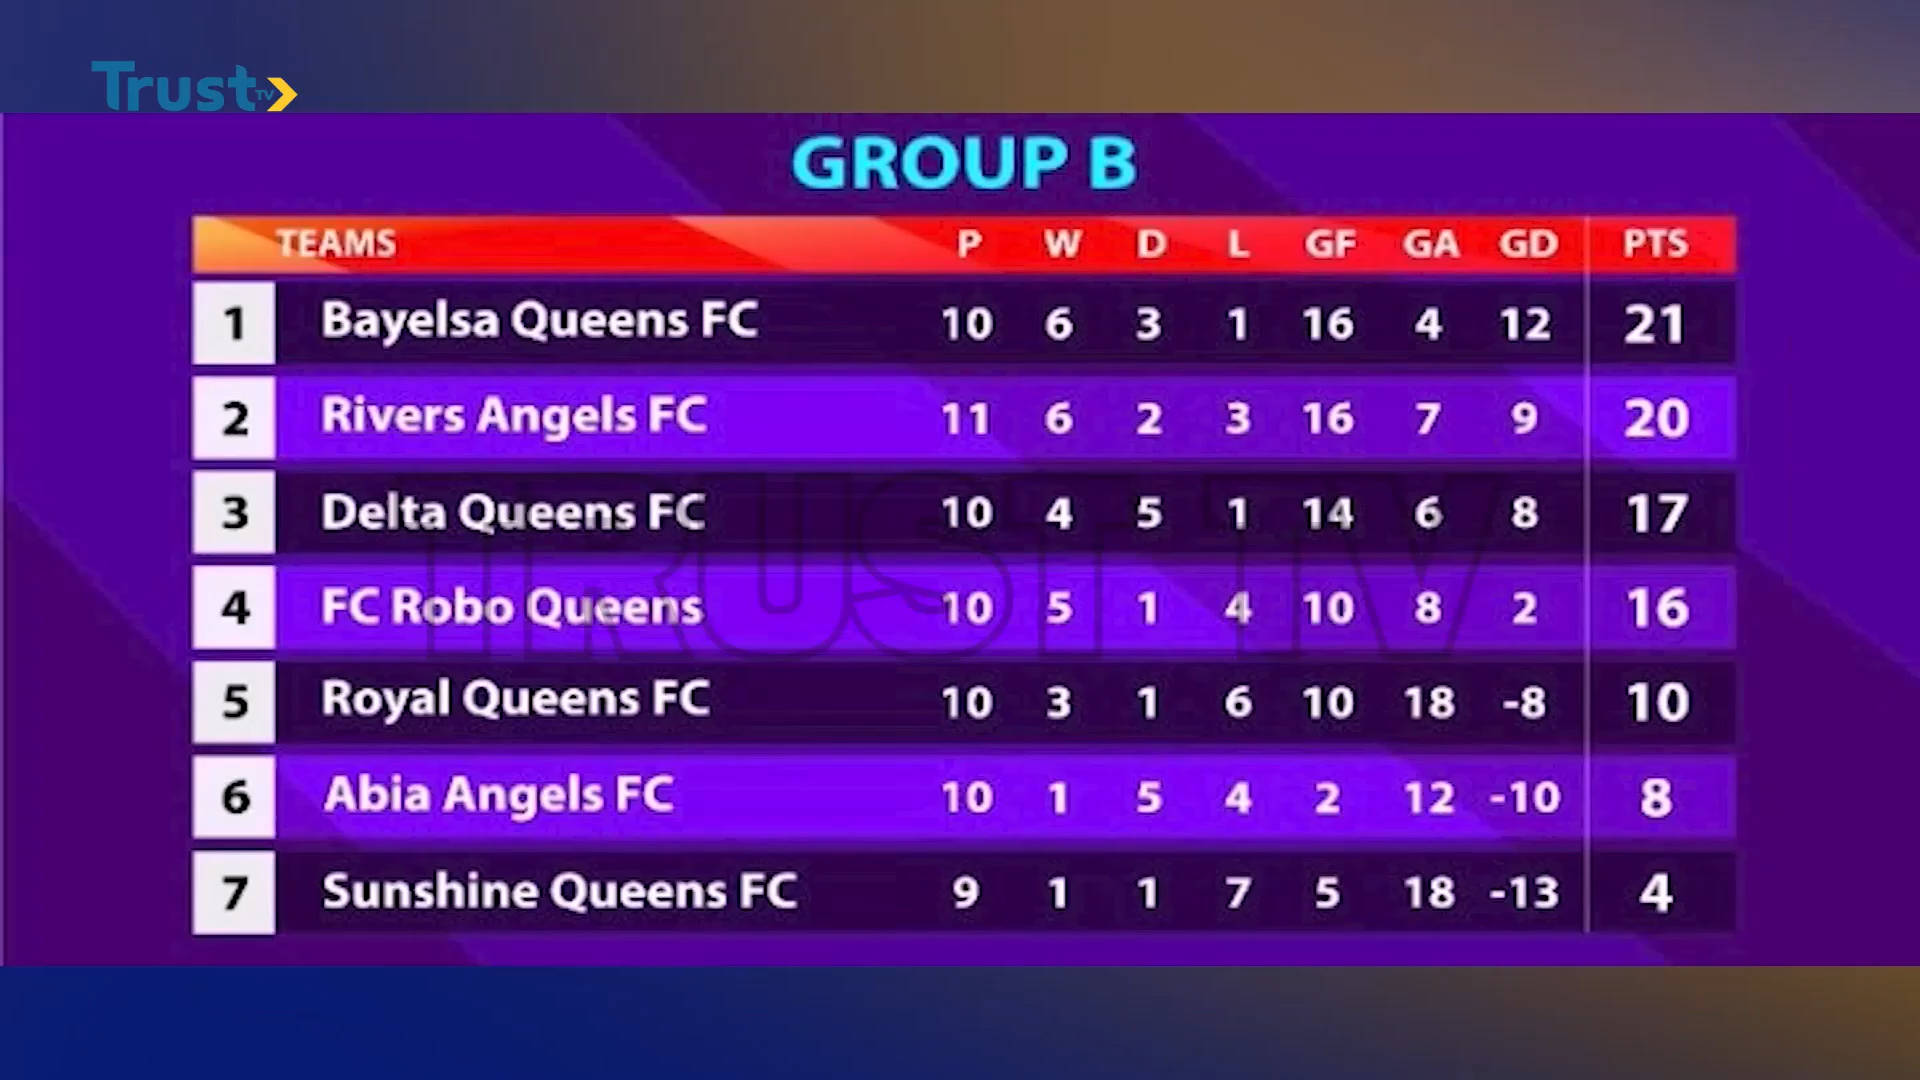 Trust TV
GROUP B
TEAMS P W D L GF GA GD PTS
1 Bayelsa Queens FC 10 6 3 1 16 4 12 21
2 Rivers Angels FC 11 6 2 3 16 7 9 20
3 Delta Queens FC 10 4 5 1 14 6 8 17
TRUST TV
4 FC Robo Queens 10 5 1 4 10 8 2 16
5 Royal Queens FC 10 3 1 6 10 18 -8 10
6 Abia Angels FC 10 1 5 4 2 12 -10 8
7 Sunshine Queens FC 9 1 1 7 5 18 -13 4